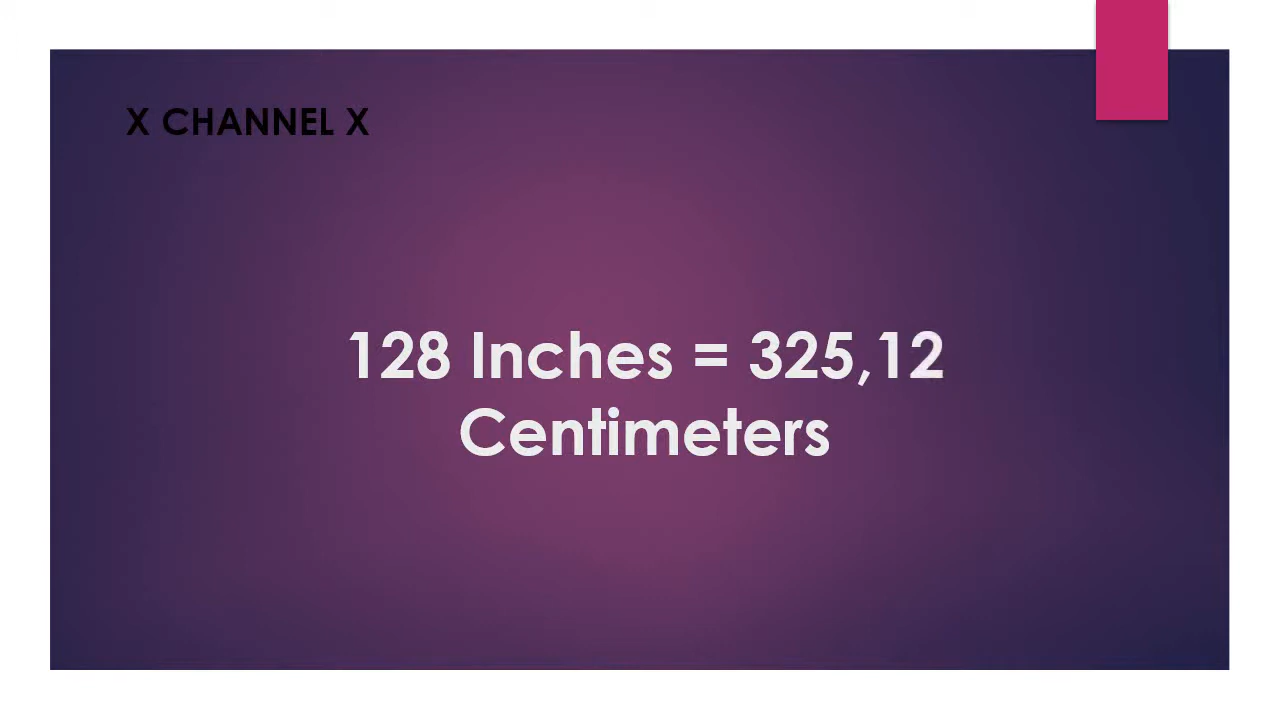 X CHANNEL X
128 Inches = 325,12
Centimeters